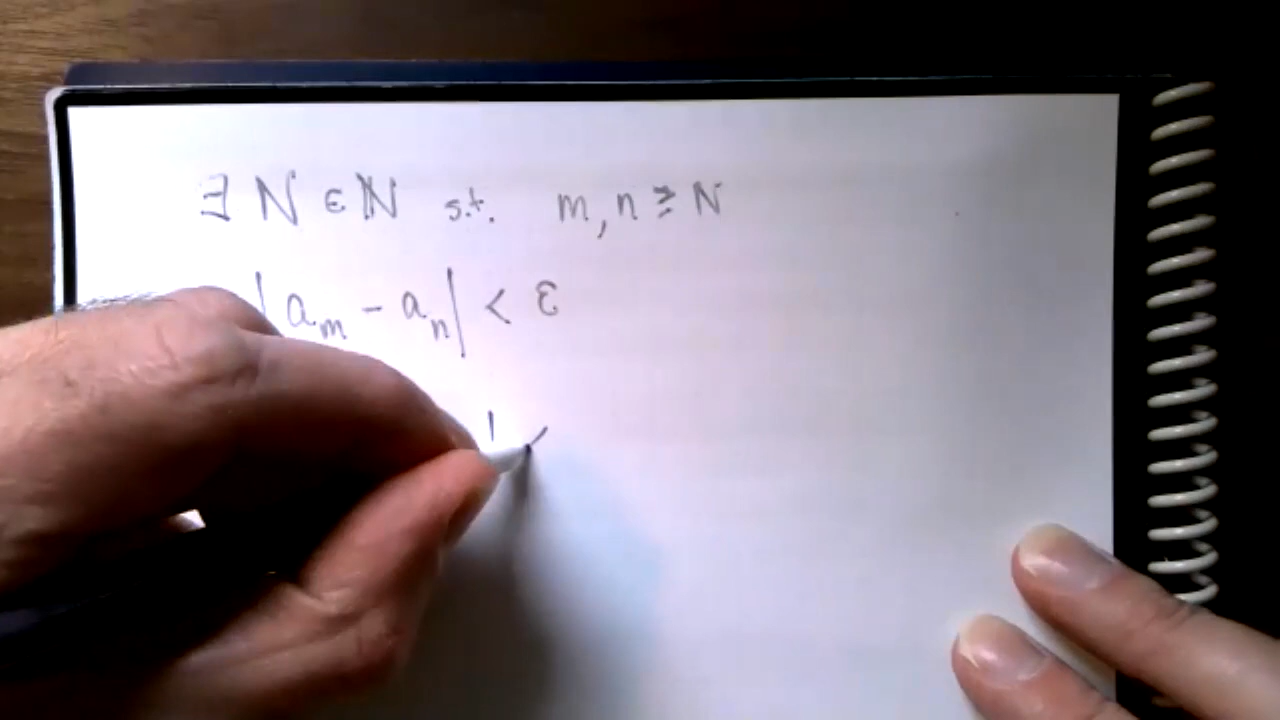 ∃ N ∈ ℕ s.t. m, n ≥ N
|a_m - a_n| < ε